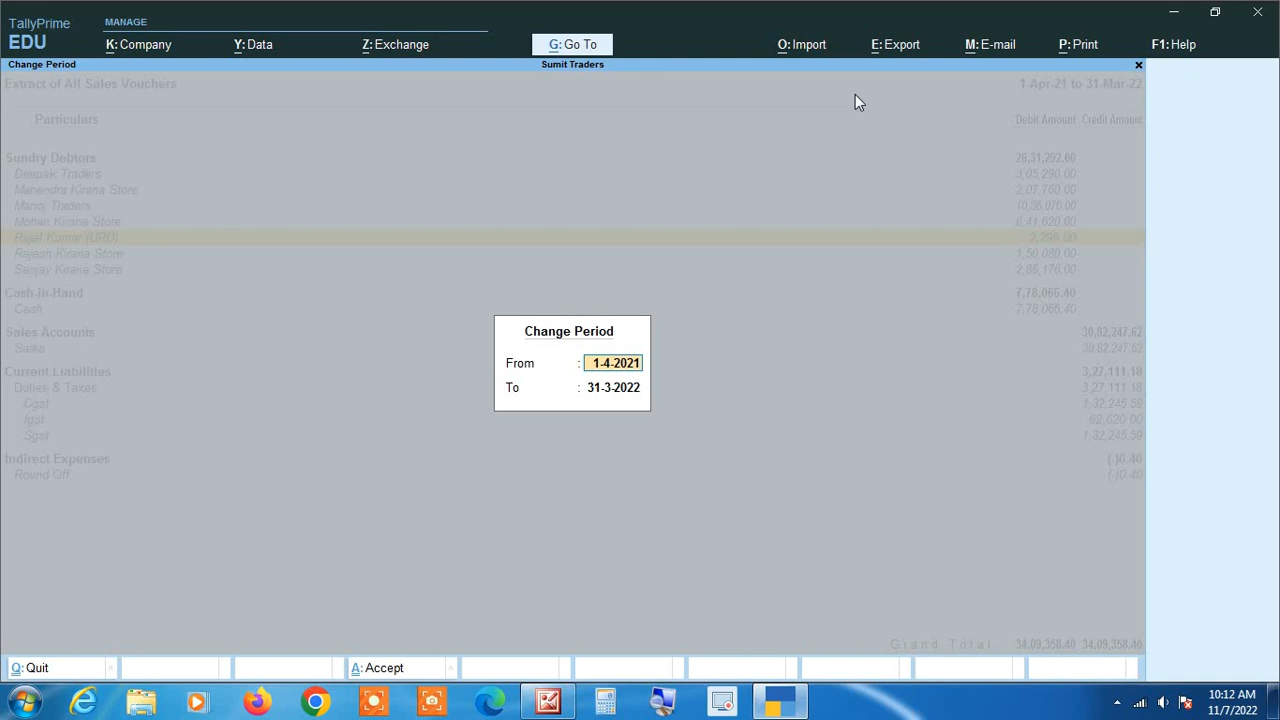 TallyPrime
EDU
MANAGE
K: Company
Y: Data
Z: Exchange
G: Go To
O: Import
E: Export
M: E-mail
P: Print
F1: Help
Change Period
Sumit Traders
Extract of All Sales Vouchers
1-Apr-21 to 31-Mar-22
Particulars
Debit Amount
Credit Amount
Sundry Debtors 26,31,292.00
Deepak Traders 3,05,290.00
Mahendra Kirana Store 2,07,760.00
Manoj Traders 10,36,070.00
Mohan Kirana Store 6,41,620.00
2,296.00
Rajesh Kirana Store 1,50,080.00
Sanjay Kirana Store 2,86,176.00
Cash-in-Hand 7,78,066.40
Cash 7,78,066.40
Sales Accounts 30,82,247.62
Sales 30,82,247.62
Current Liabilities 3,27,111.18
Duties & Taxes 3,27,111.18
Cgst 1,32,245.59
Igst 62,620.00
Sgst 1,32,245.59
Indirect Expenses (-)0.40
Round Off (-)0.40
Change Period
From : 1-4-2021
To : 31-3-2022
Grand Total 34,09,358.40 34,09,358.40
Q: Quit
A: Accept
10:12 AM
11/7/2022